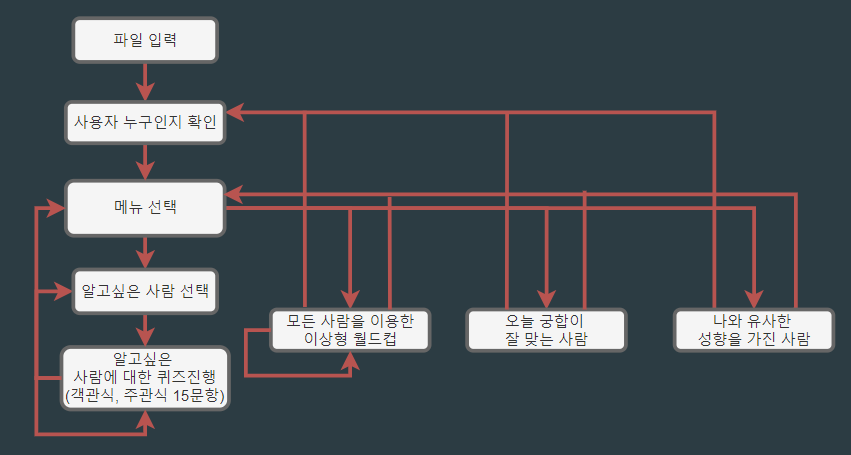 파일 입력
사용자 누구인지 확인
메뉴 선택
알고싶은 사람 선택
알고싶은
사람에 대한 퀴즈진행
(객관식, 주관식 15문항)
모든 사람을 이용한
이상형 월드컵
오늘 궁합이
잘 맞는 사람
나와 유사한
성향을 가진 사람